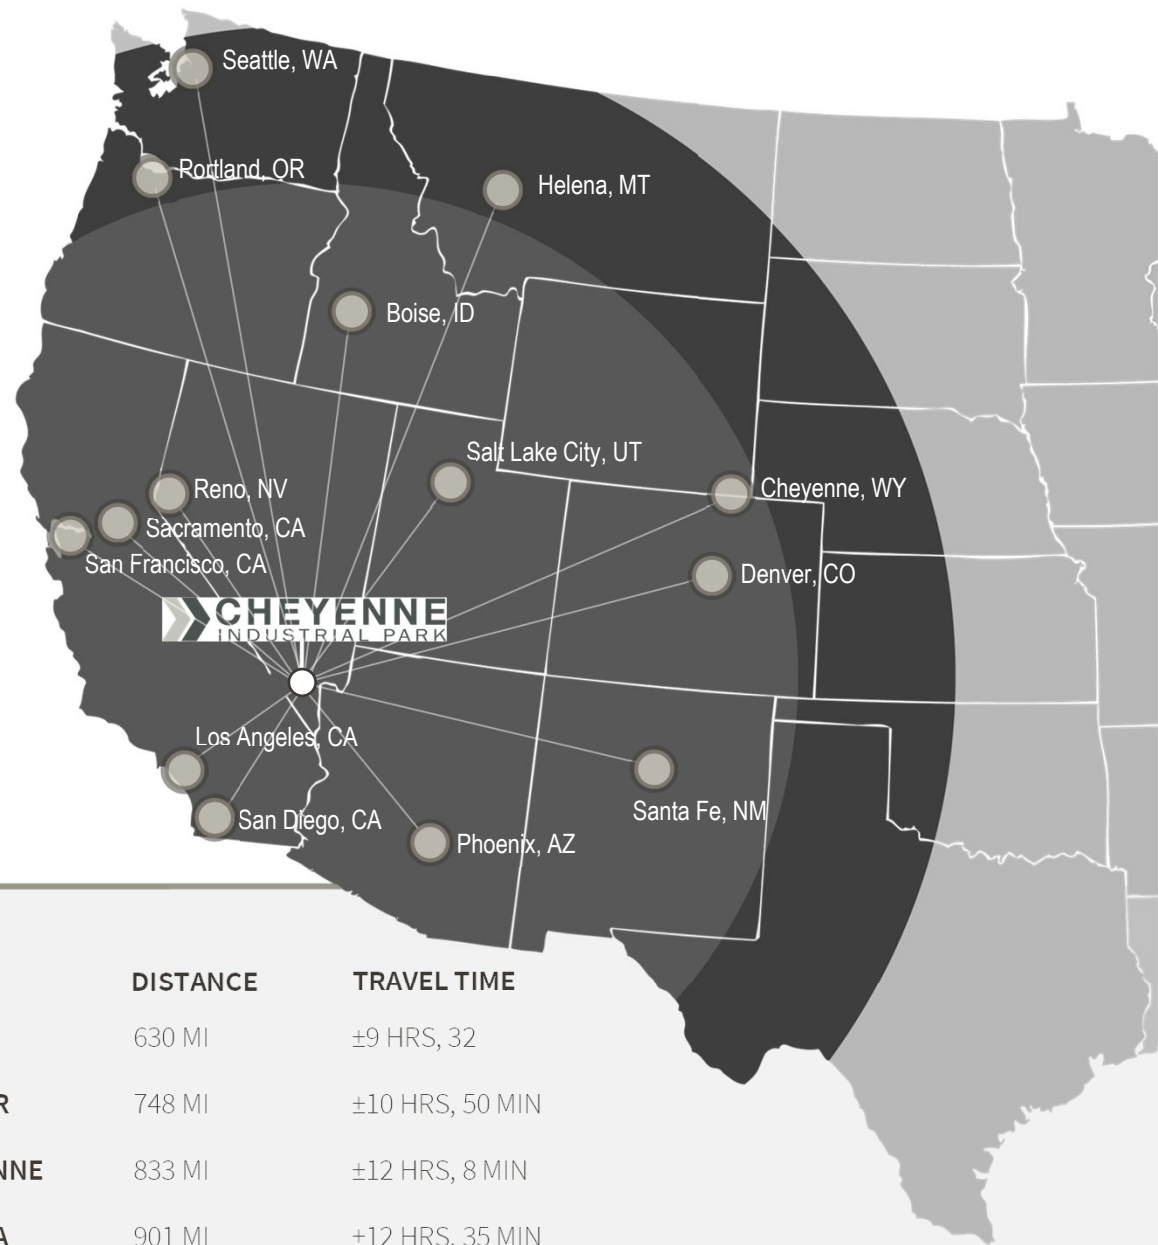 Seattle, WA
Portland, OR
Helena, MT
Boise, ID
Salt Lake City, UT
Reno, NV
Cheyenne, WY
Sacramento, CA
San Francisco, CA
Denver, CO
CHEYENNE
INDUSTRIAL PARK
Los Angeles, CA
San Diego, CA
Santa Fe, NM
Phoenix, AZ
DISTANCE TRAVEL TIME
630 MI ±9 HRS, 32
R 748 MI ±10 HRS, 50 MIN
NNE 833 MI ±12 HRS, 8 MIN
A 901 MI ±12 HRS, 35 MIN